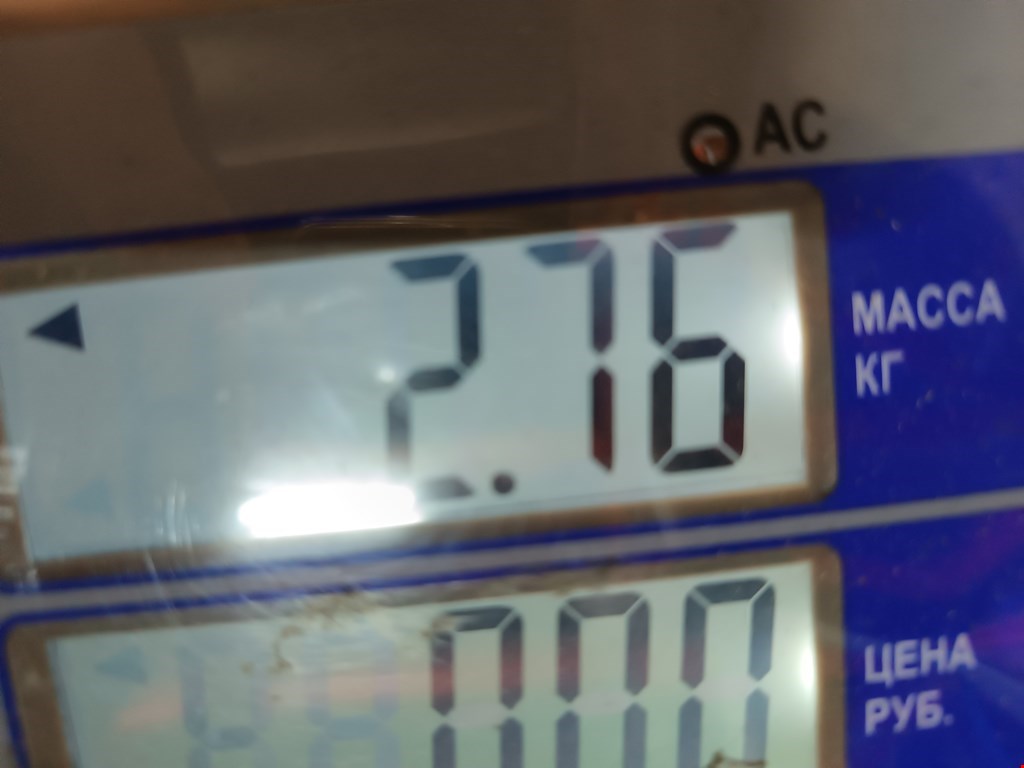 AC
2.76
МАССА
КГ
000
ЦЕНА
РУБ.